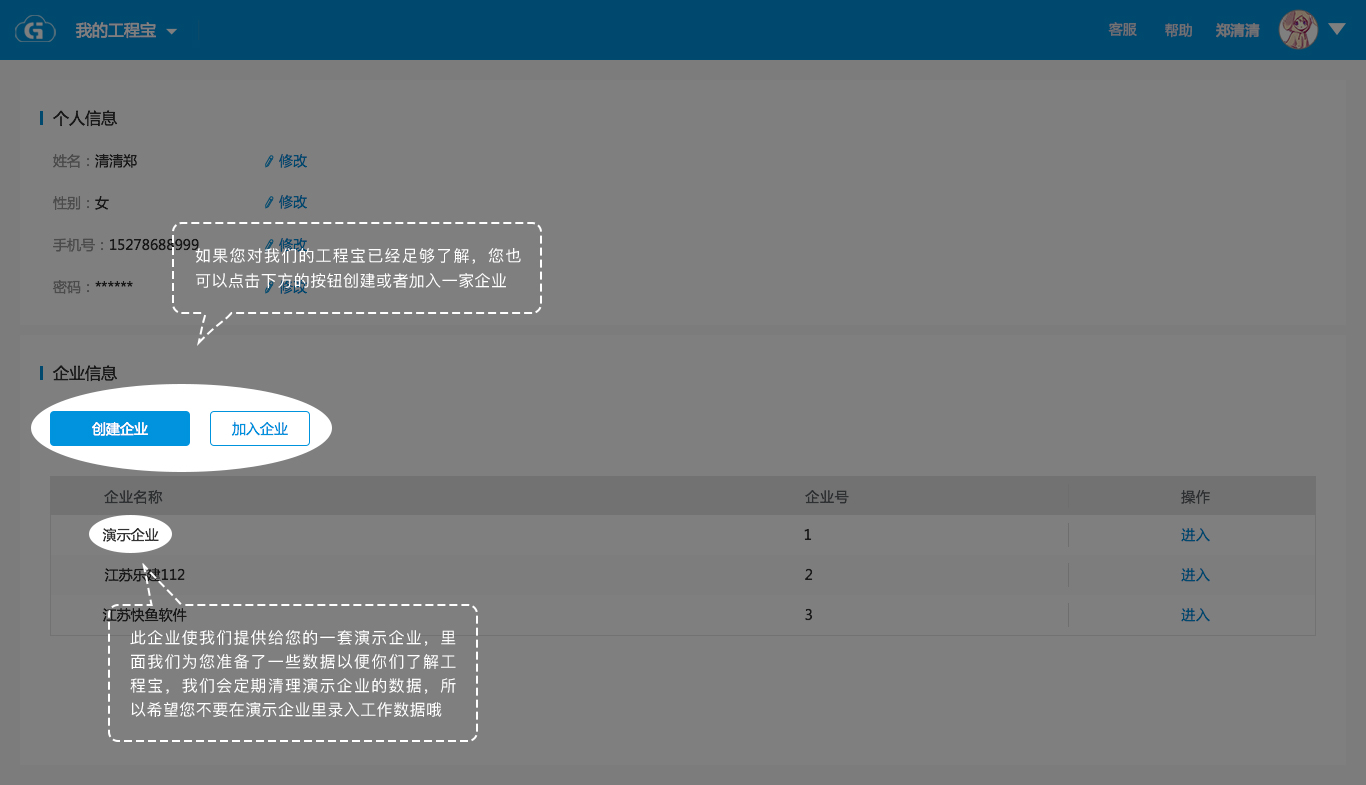 我的工程宝
客服 帮助 郑清清
个人信息
姓名：清清郑 修改
性别：女 修改
手机号：15278688999 修改
密码：****** 修改
如果您对我们的工程宝已经足够了解，您也
可以点击下方的按钮创建或者加入一家企业
企业信息
创建企业 加入企业
企业名称 企业号 操作
演示企业 1 进入
江苏乐建112 2 进入
江苏快鱼软件 3 进入
此企业使我们提供给您的一套演示企业，里
面我们为您准备了一些数据以便你们了解工
程宝，我们会定期清理演示企业的数据，所
以希望您不要在演示企业里录入工作数据哦